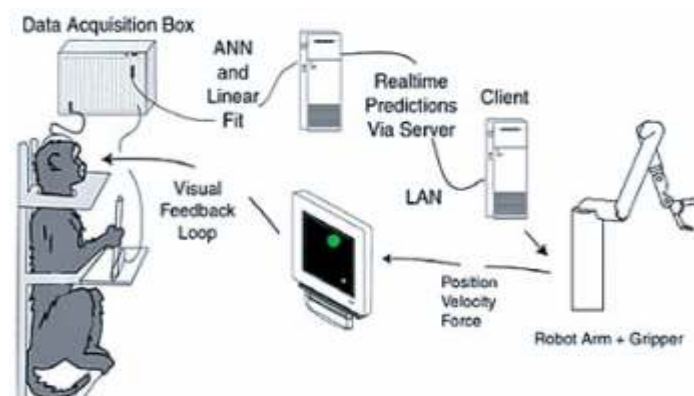 Data Acquisition Box
ANN
and
Linear
Fit
Realtime
Predictions
Via Server
Client
LAN
Visual
Feedback
Loop
Position
Velocity
Force
Robot Arm + Gripper